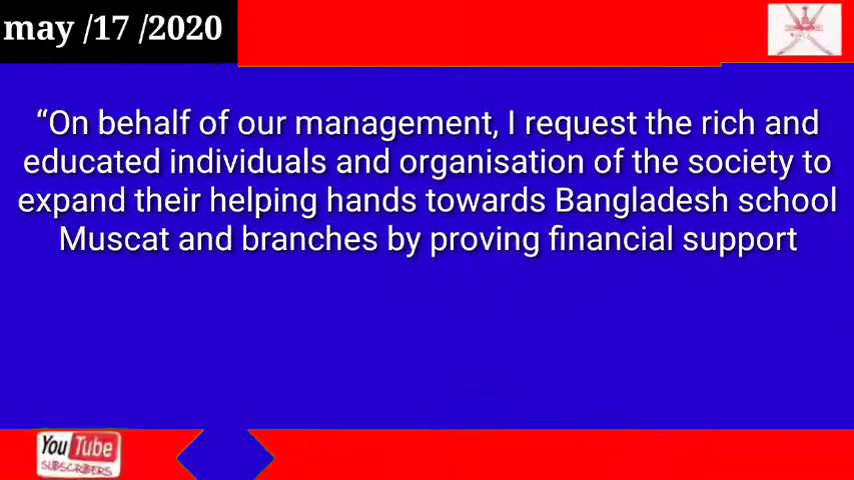 may /17 /2020
“On behalf of our management, I request the rich and
educated individuals and organisation of the society to
expand their helping hands towards Bangladesh school
Muscat and branches by proving financial support
You Tube
SUBSCRIBERS